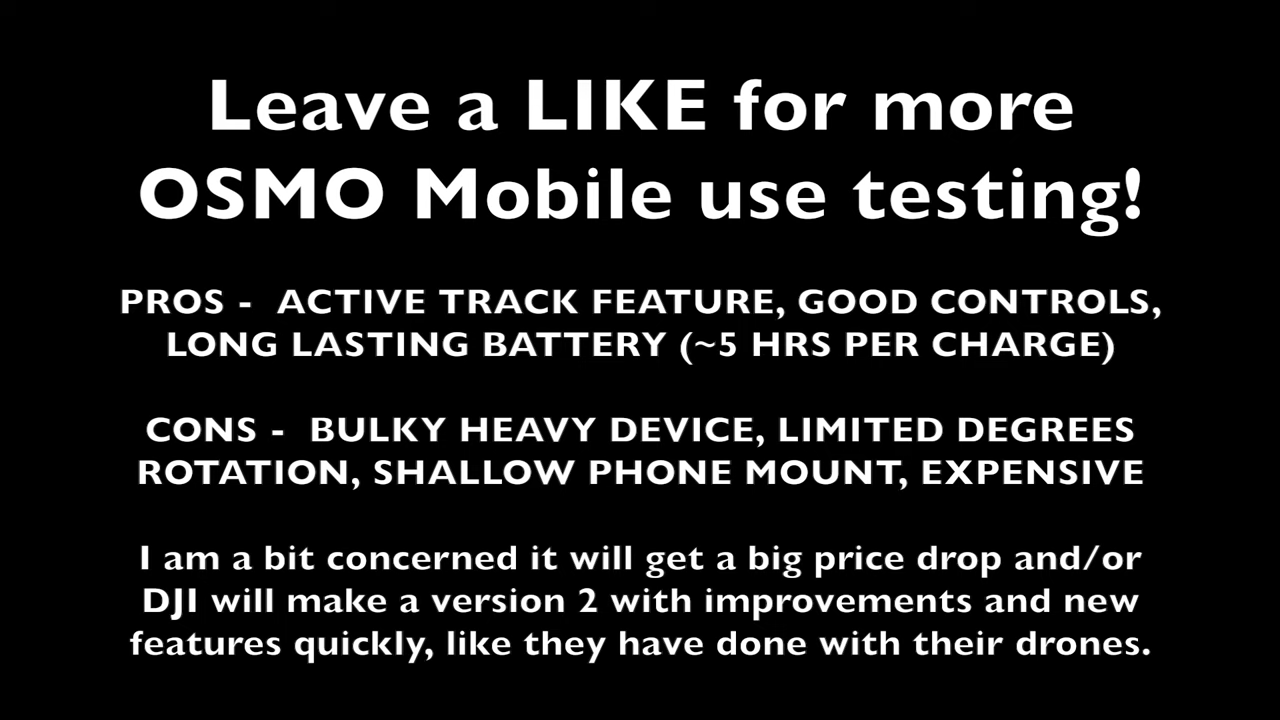 Leave a LIKE for more
OSMO Mobile use testing!
PROS - ACTIVE TRACK FEATURE, GOOD CONTROLS,
LONG LASTING BATTERY (~5 HRS PER CHARGE)
CONS - BULKY HEAVY DEVICE, LIMITED DEGREES
ROTATION, SHALLOW PHONE MOUNT, EXPENSIVE
I am a bit concerned it will get a big price drop and/or
DJI will make a version 2 with improvements and new
features quickly, like they have done with their drones.